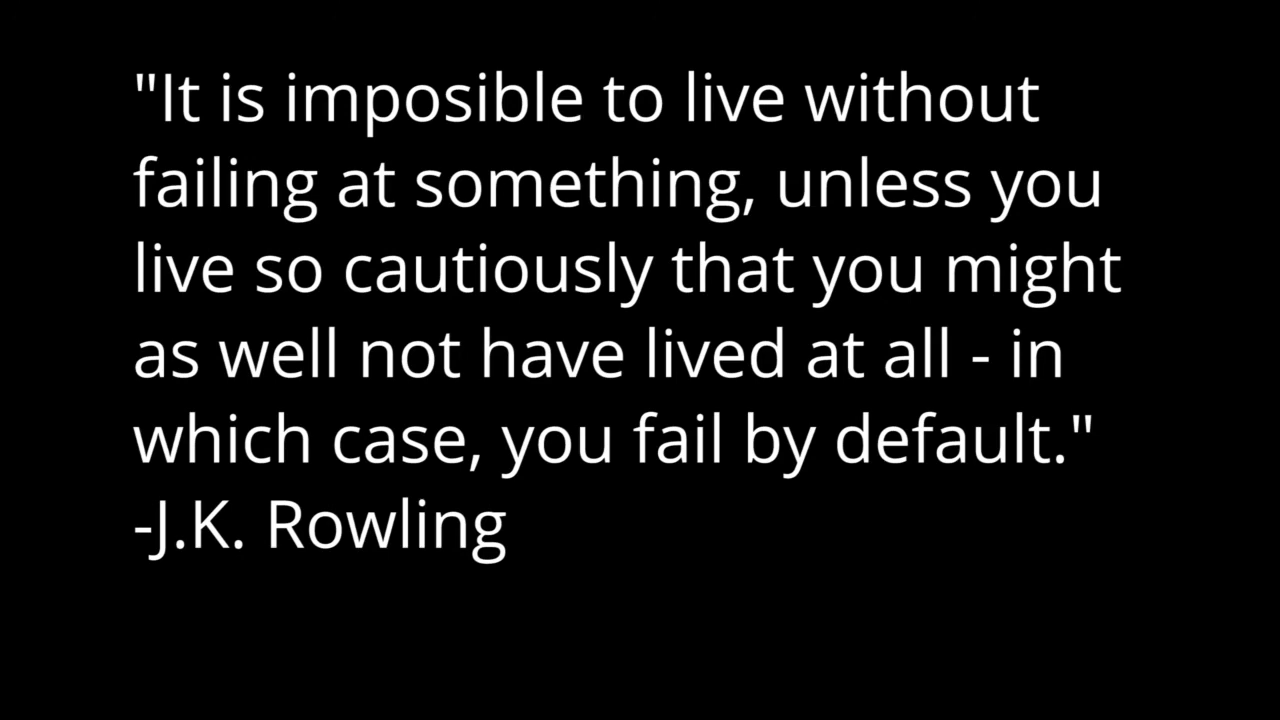 "It is imposible to live without
failing at something, unless you
live so cautiously that you might
as well not have lived at all - in
which case, you fail by default."
-J.K. Rowling